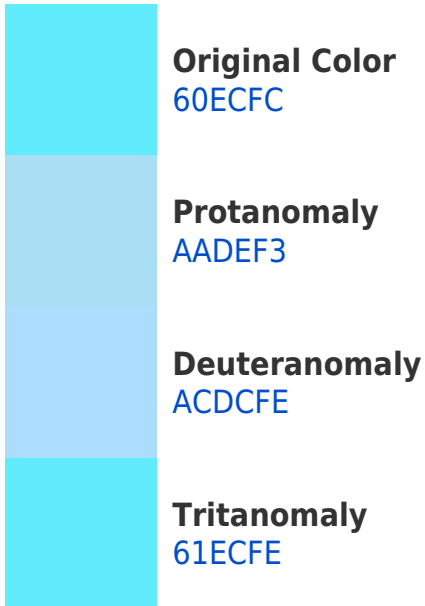 Original Color
60ECFC
Protanomaly
AADEF3
Deuteranomaly
ACDCFE
Tritanomaly
61ECFE